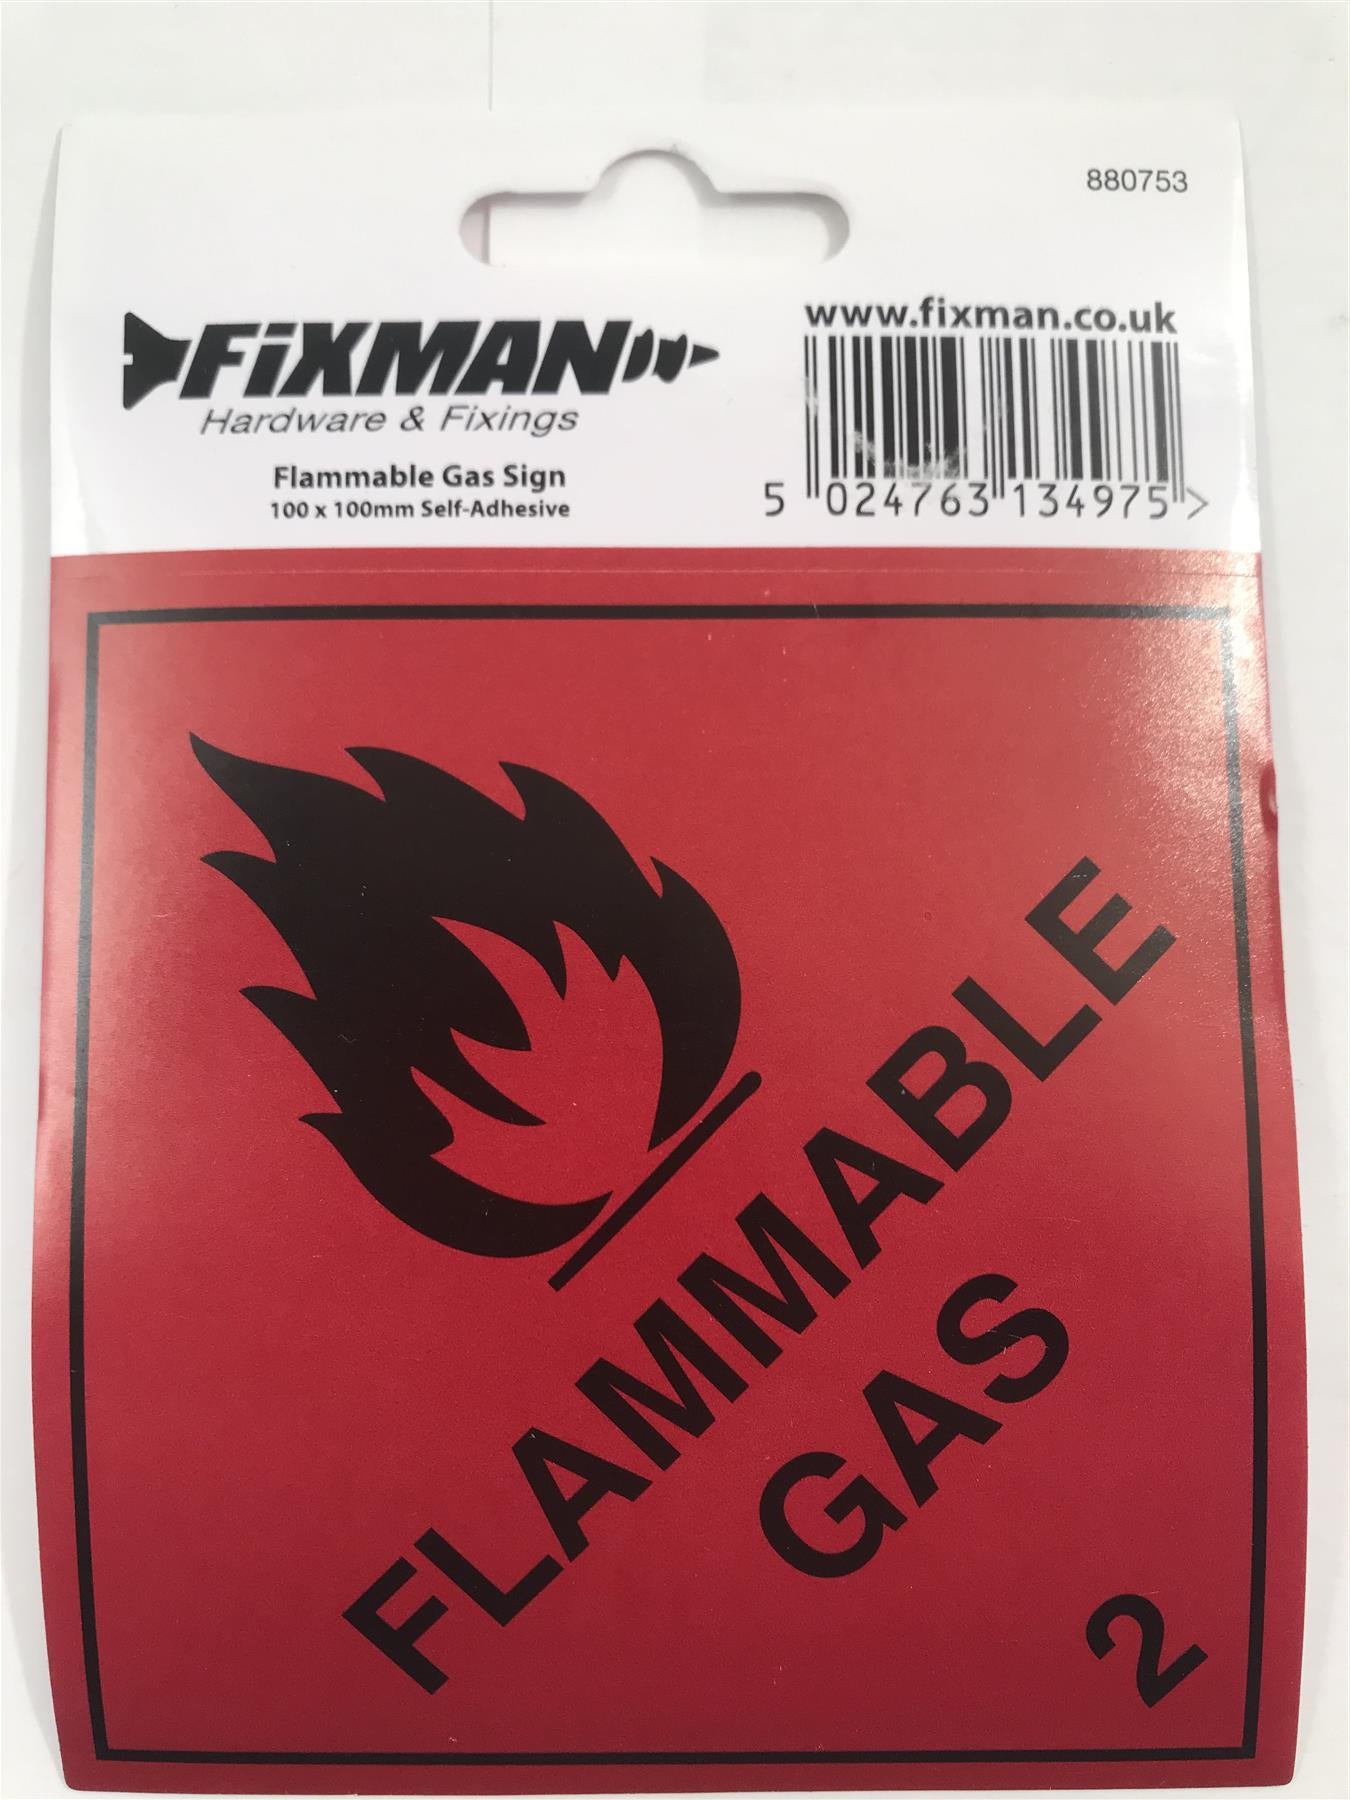 880753
FiXMAN
Hardware & Fixings
Flammable Gas Sign
100 x 100mm Self-Adhesive
www.fixman.co.uk
5 024763 134975 >
FLAMMABLE
GAS
2